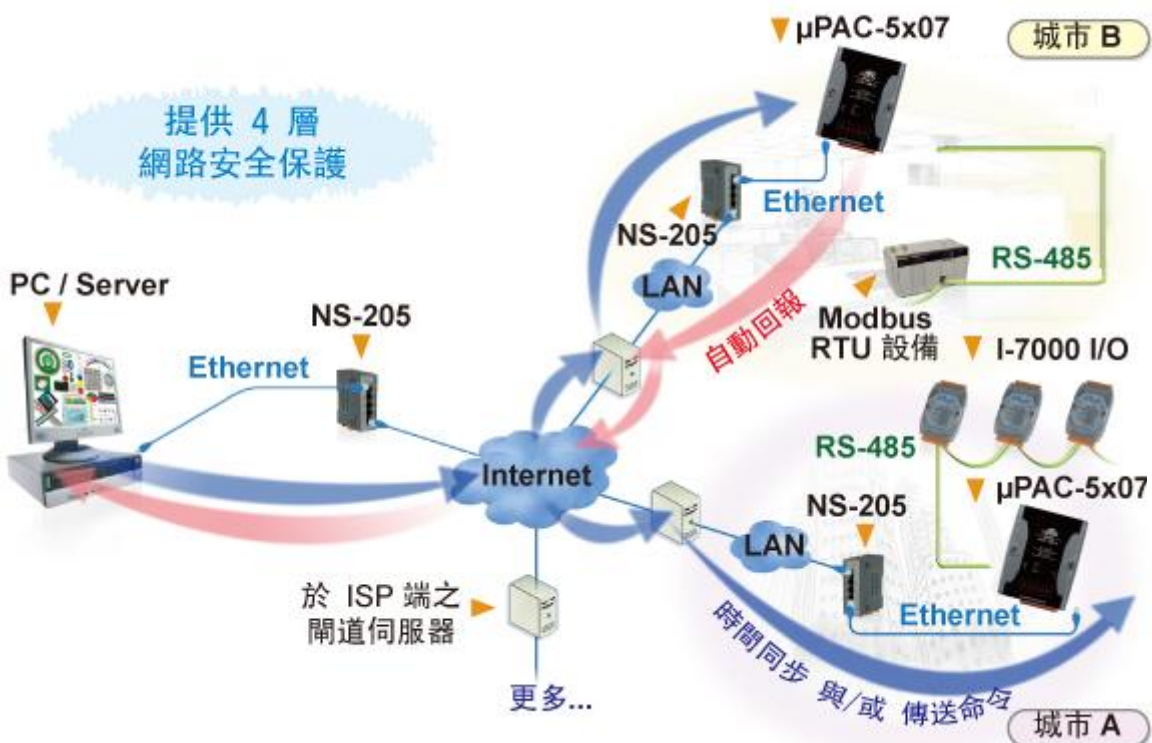 μPAC-5x07
城市 B
提供 4 層
網路安全保護
Ethernet
NS-205
LAN
RS-485
PC / Server
NS-205
Ethernet
自動回報
Modbus
RTU 設備
I-7000 I/O
Internet
RS-485
μPAC-5x07
NS-205
LAN
於 ISP 端之
閘道伺服器
Ethernet
時間同步 與/或 傳送命令
更多...
城市 A